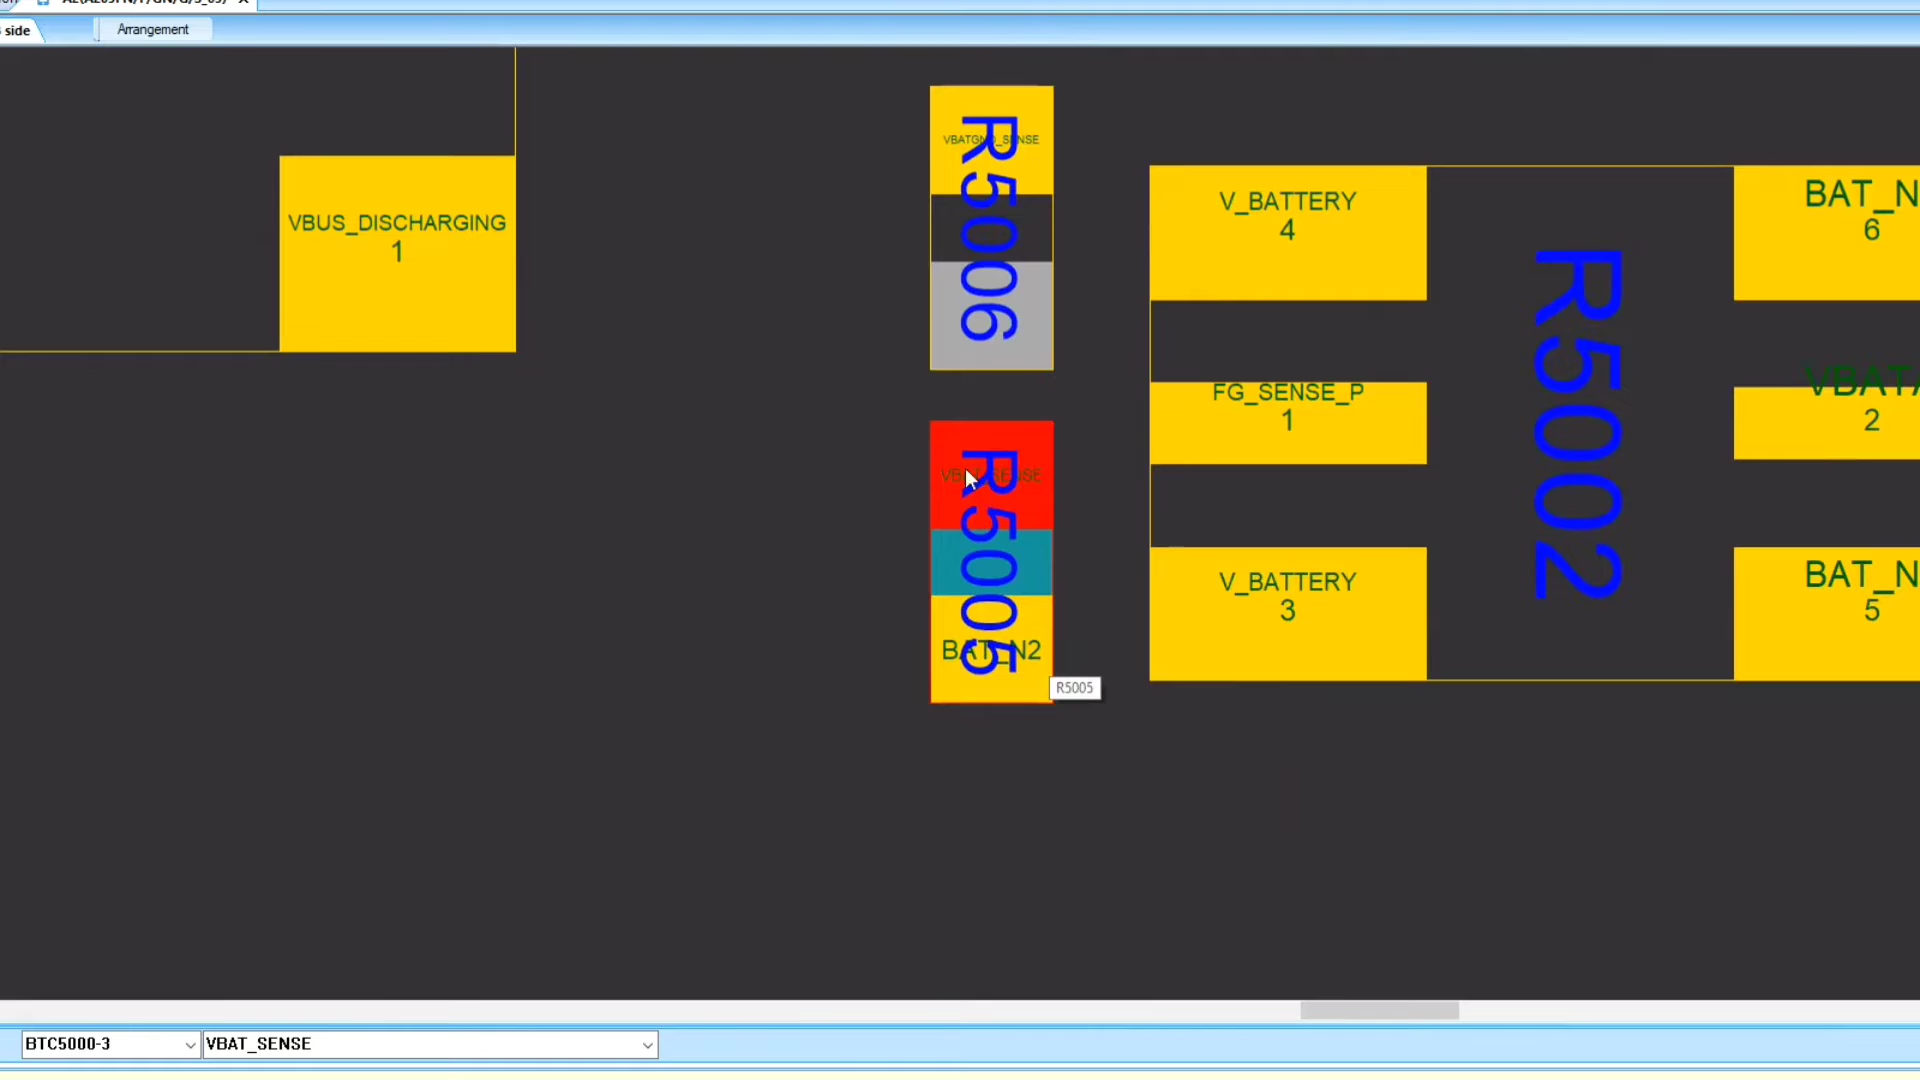 side
Arrangement
VBUS_DISCHARGING
1
R5006
V_BATTERY
4
BAT_N
6
FG_SENSE_P
1
R5002
2
R5005
BAT_N2
R5005
V_BATTERY
3
BAT_N
5
BTC5000-3
VBAT_SENSE